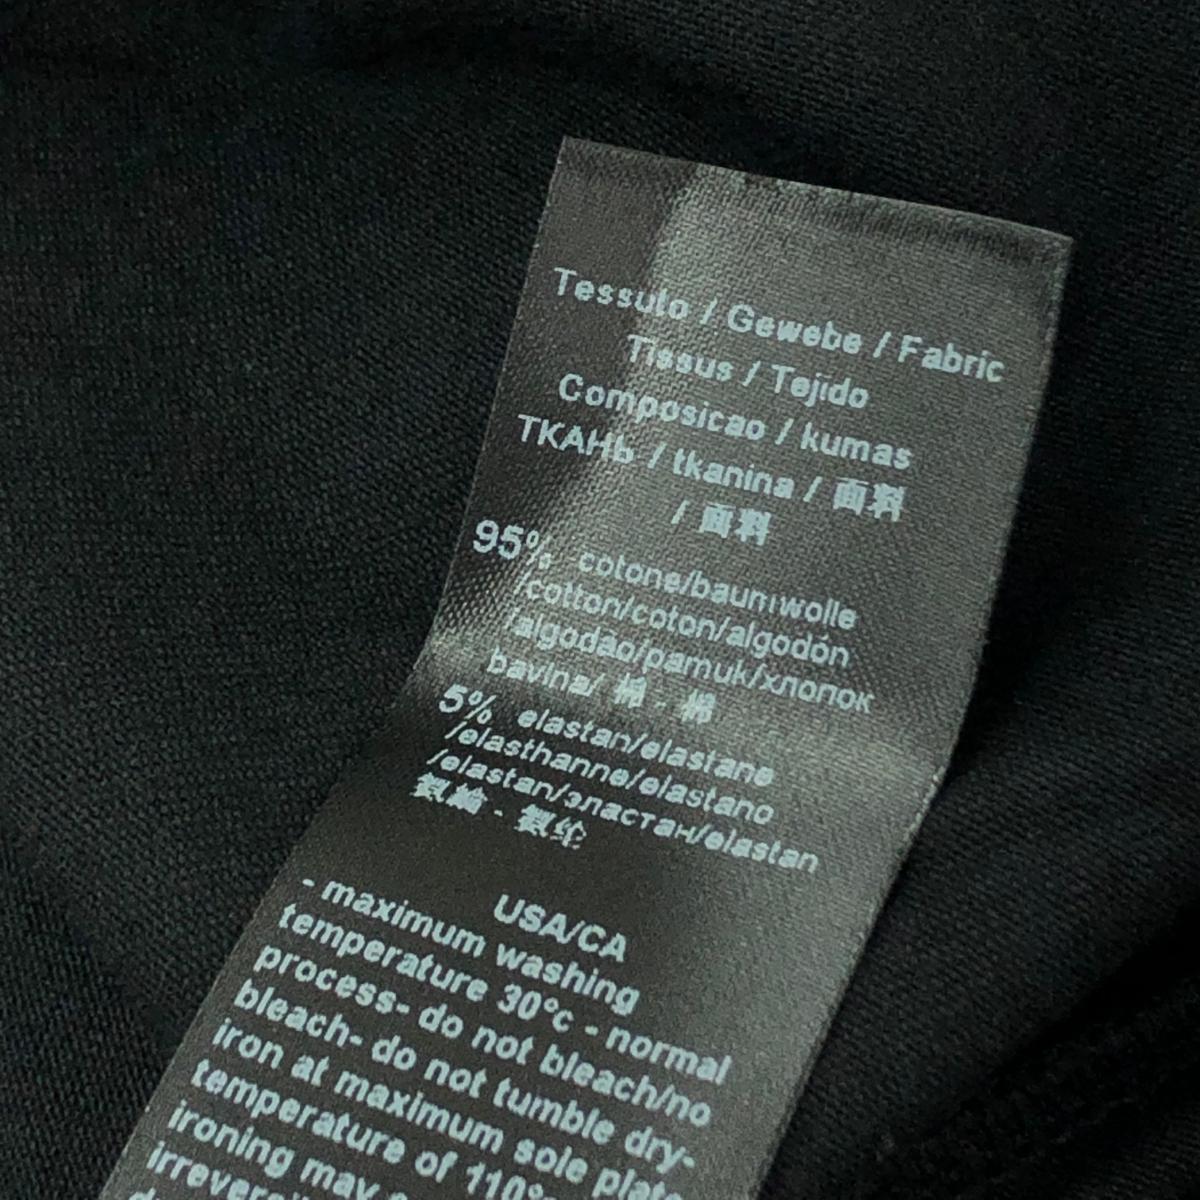 Tessuto / Gewebe / Fabric
Tissus / Tejido
Composicao / kumas
TKAHb / tkanina / 面料
/ 面料
95% cotone/baumwolle
/cotton/coton/algodón
/algodão/pamuk/хлопок
bavlna/ 棉 - 棉
5% elastan/elastane
/elasthanne/elastano
/elastan/эластан/elastan
氨綸 - 氨纶
USA/CA
- maximum washing
temperature 30°c - normal
process- do not bleach/no
bleach- do not tumble dry-
iron at maximum sole plate
temperature of 110°-
ironing may